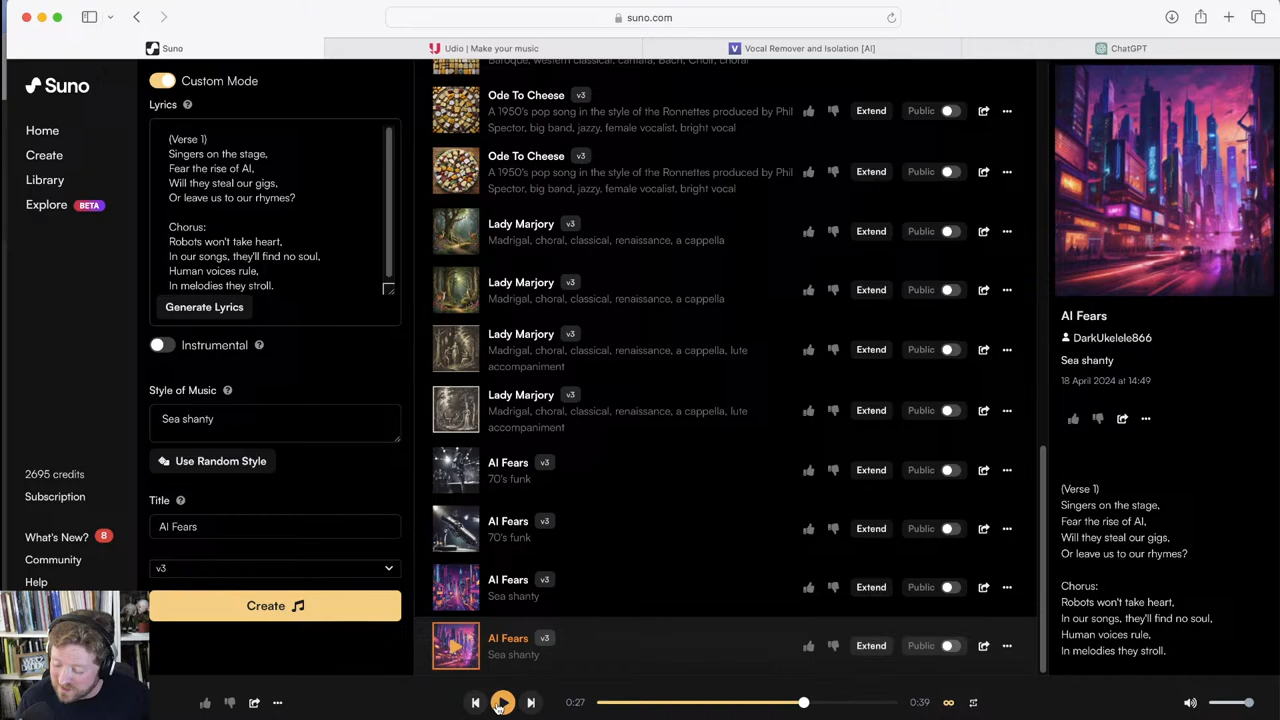 suno.com
Suno
Udio | Make your music
Vocal Remover and Isolation [AI]
ChatGPT
Suno
Home
Create
Library
Explore BETA
2695 credits
Subscription
What's New? 8
Community
Help
Custom Mode
Lyrics ?
(Verse 1)
Singers on the stage,
Fear the rise of AI,
Will they steal our gigs,
Or leave us to our rhymes?
Chorus:
Robots won't take heart,
In our songs, they'll find no soul,
Human voices rule,
In melodies they stroll.
Generate Lyrics
Instrumental ?
Style of Music ?
Sea shanty
Use Random Style
Title ?
AI Fears
v3
Create
Baroque, western classical, cantata, Bach, Choir, choral
Ode To Cheese v3
A 1950's pop song in the style of the Ronnettes produced by Phil
Spector, big band, jazzy, female vocalist, bright vocal
Extend Public
Ode To Cheese v3
A 1950's pop song in the style of the Ronnettes produced by Phil
Spector, big band, jazzy, female vocalist, bright vocal
Extend Public
Lady Marjory v3
Madrigal, choral, classical, renaissance, a cappella
Extend Public
Lady Marjory v3
Madrigal, choral, classical, renaissance, a cappella
Extend Public
Lady Marjory v3
Madrigal, choral, classical, renaissance, a cappella, lute
accompaniment
Extend Public
Lady Marjory v3
Madrigal, choral, classical, renaissance, a cappella, lute
accompaniment
Extend Public
AI Fears v3
70's funk
Extend Public
AI Fears v3
70's funk
Extend Public
AI Fears v3
Sea shanty
Extend Public
AI Fears v3
Sea shanty
Extend Public
AI Fears
DarkUkelele866
Sea shanty
18 April 2024 at 14:49
(Verse 1)
Singers on the stage,
Fear the rise of AI,
Will they steal our gigs,
Or leave us to our rhymes?
Chorus:
Robots won't take heart,
In our songs, they'll find no soul,
Human voices rule,
In melodies they stroll.
0:27
0:39